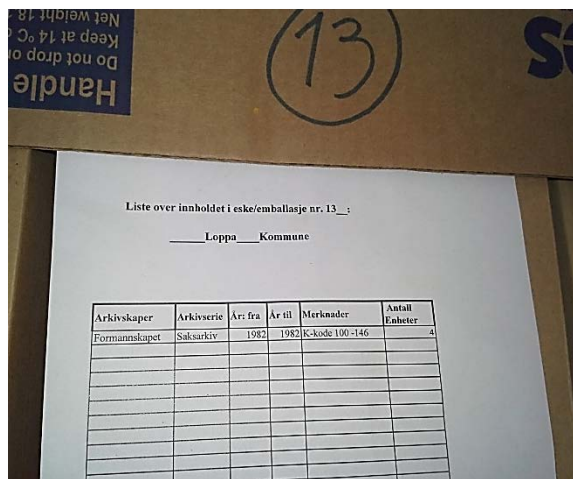 Net weight 18
Keep at 14 °C
Do not drop
Handle
13
Liste over innholdet i eske/emballasje nr. 13__:
_____Loppa____Kommune
Arkivskaper Arkivserie År: fra År til Merknader Antall Enheter
Formannskapet Saksarkiv 1982 1982 K-kode 100 -146 4